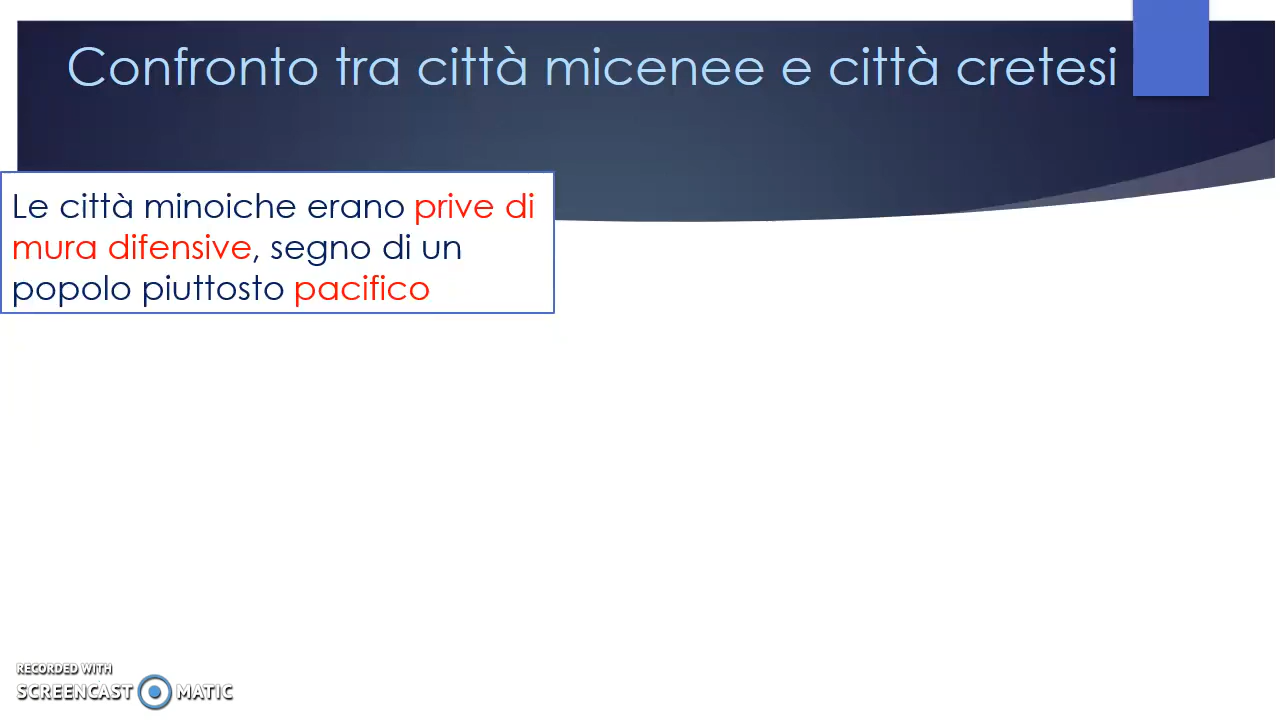 Confronto tra città micenee e città cretesi
Le città minoiche erano prive di
mura difensive, segno di un
popolo piuttosto pacifico
RECORDED WITH
SCREENCAST MATIC